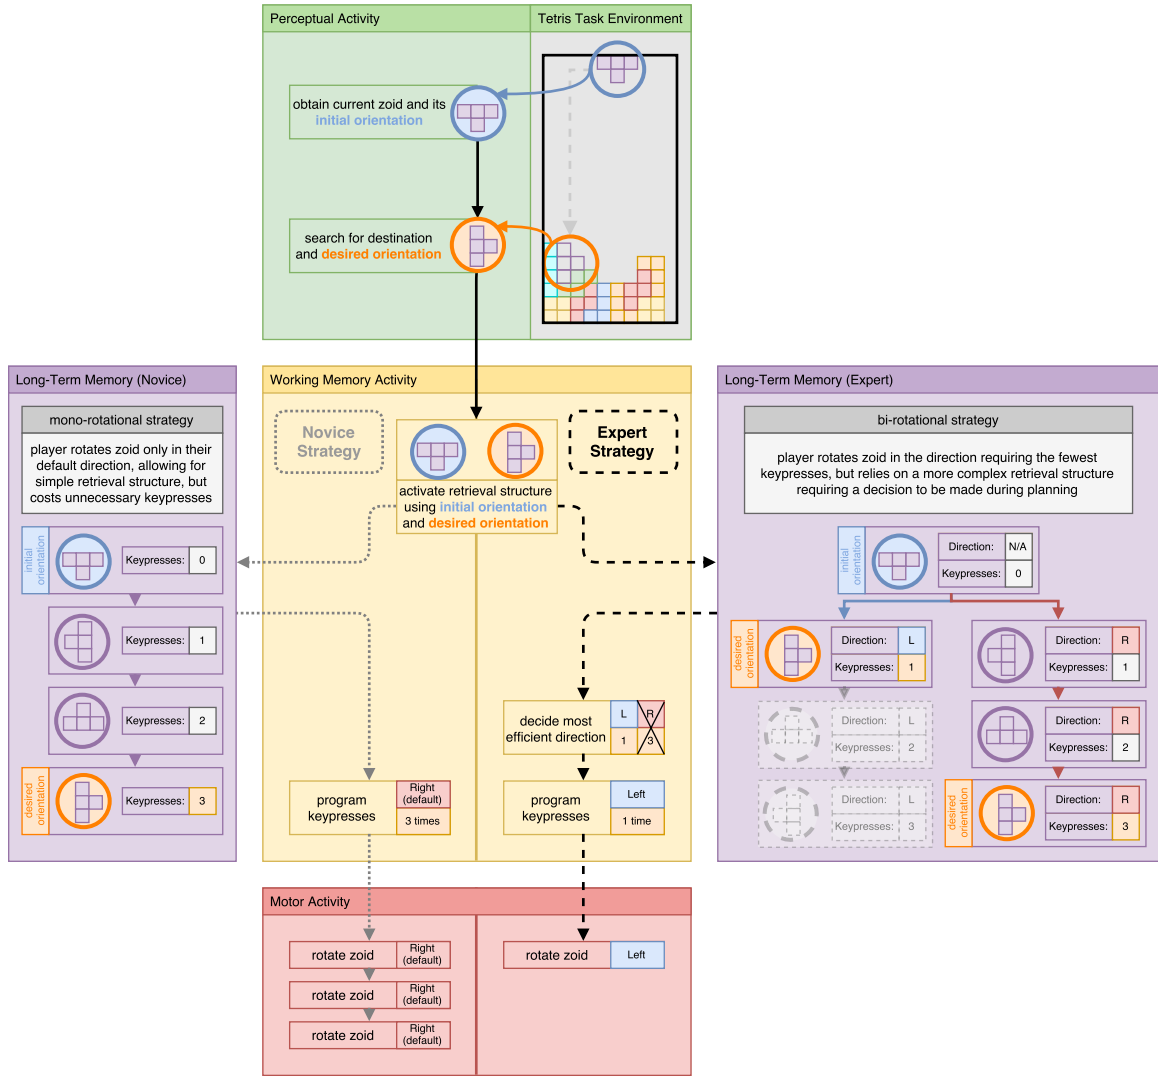 Perceptual Activity
Tetris Task Environment
obtain current zoid and its
initial orientation
search for destination
and desired orientation
Long-Term Memory (Novice)
mono-rotational strategy
player rotates zoid only in their
default direction, allowing for
simple retrieval structure, but
costs unnecessary keypresses
initial
orientation
Keypresses: 0
Keypresses: 1
Keypresses: 2
desired
orientation
Keypresses: 3
Working Memory Activity
Novice
Strategy
Expert
Strategy
activate retrieval structure
using initial orientation
and desired orientation
decide most
efficient direction
L R
1 3
program
keypresses
Right
(default)
3 times
program
keypresses
Left
1 time
Long-Term Memory (Expert)
bi-rotational strategy
player rotates zoid in the direction requiring the fewest
keypresses, but relies on a more complex retrieval structure
requiring a decision to be made during planning
initial
orientation
Direction: N/A
Keypresses: 0
desired
orientation
Direction: L
Keypresses: 1
Direction: L
Keypresses: 2
Direction: L
Keypresses: 3
Direction: R
Keypresses: 1
Direction: R
Keypresses: 2
desired
orientation
Direction: R
Keypresses: 3
Motor Activity
rotate zoid
Right
(default)
rotate zoid
Right
(default)
rotate zoid
Right
(default)
rotate zoid
Left